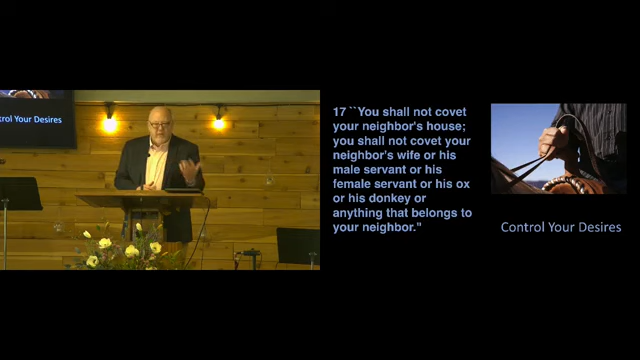 trol Your Desires
17 ``You shall not covet
your neighbor's house;
you shall not covet your
neighbor's wife or his
male servant or his
female servant or his ox
or his donkey or
anything that belongs to
your neighbor."
Control Your Desires